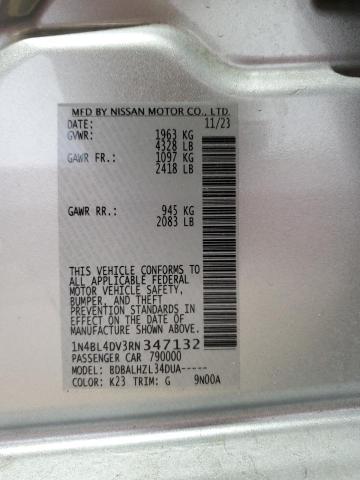 MFD BY NISSAN MOTOR CO., LTD.
DATE: 11/23
GVWR: 1963 KG
4328 LB
GAWR FR.: 1097 KG
2418 LB
GAWR RR.: 945 KG
2083 LB
THIS VEHICLE CONFORMS TO
ALL APPLICABLE FEDERAL
MOTOR VEHICLE SAFETY,
BUMPER, AND THEFT
PREVENTION STANDARDS IN
EFFECT ON THE DATE OF
MANUFACTURE SHOWN ABOVE.
1N4BL4DV3RN347132
PASSENGER CAR 790000
MODEL: BDBALHZL34DUA-----
COLOR: K23 TRIM: G 9N00A